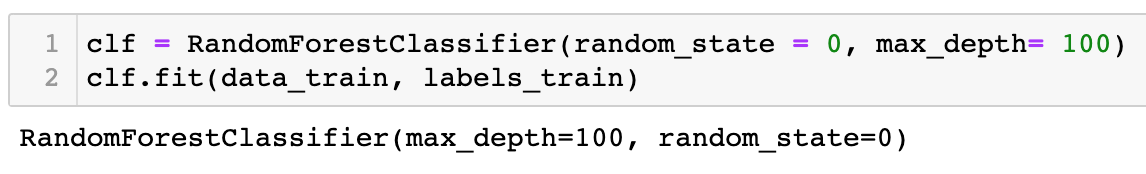 1 clf = RandomForestClassifier(random_state = 0, max_depth= 100)
2 clf.fit(data_train, labels_train)
RandomForestClassifier(max_depth=100, random_state=0)